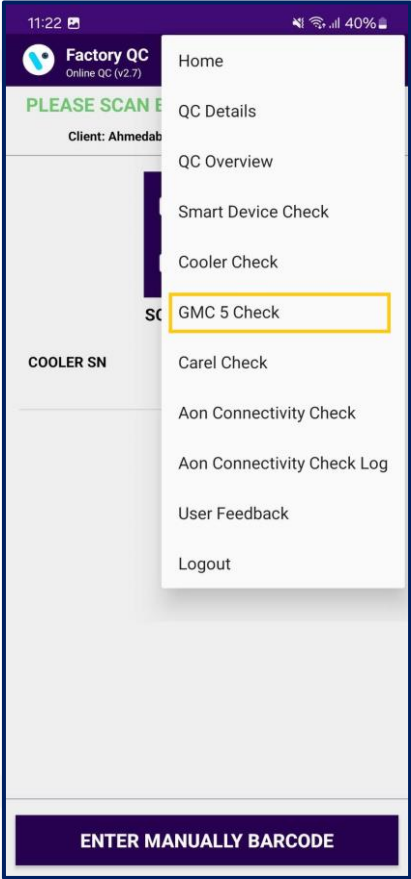 11:22 40%
Factory QC
Online QC (v2.7)
PLEASE SCAN
Client: Ahmedab
SC
COOLER SN
Home
QC Details
QC Overview
Smart Device Check
Cooler Check
GMC 5 Check
Carel Check
Aon Connectivity Check
Aon Connectivity Check Log
User Feedback
Logout
ENTER MANUALLY BARCODE